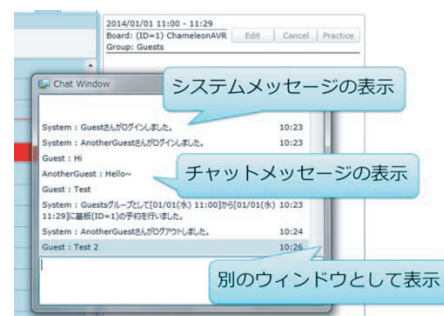 2014/01/01 11:00 - 11:29
Board: (ID=1) ChameleonAVR
Group: Guests
Edit
Cancel
Practice
Chat Window
システムメッセージの表示
System : Guestさんがログインしました。 10:23
System : AnotherGuestさんがログインしました。 10:23
Guest : Hi
AnotherGuest : Hello~
Guest : Test
チャットメッセージの表示
System : Guestsグループとして[01/01(水) 11:00]から[01/01(水) 10:23
11:29]に基板(ID=1)の予約を行いました。
System : AnotherGuestさんがログアウトしました。 10:24
Guest : Test 2 10:26
別のウィンドウとして表示